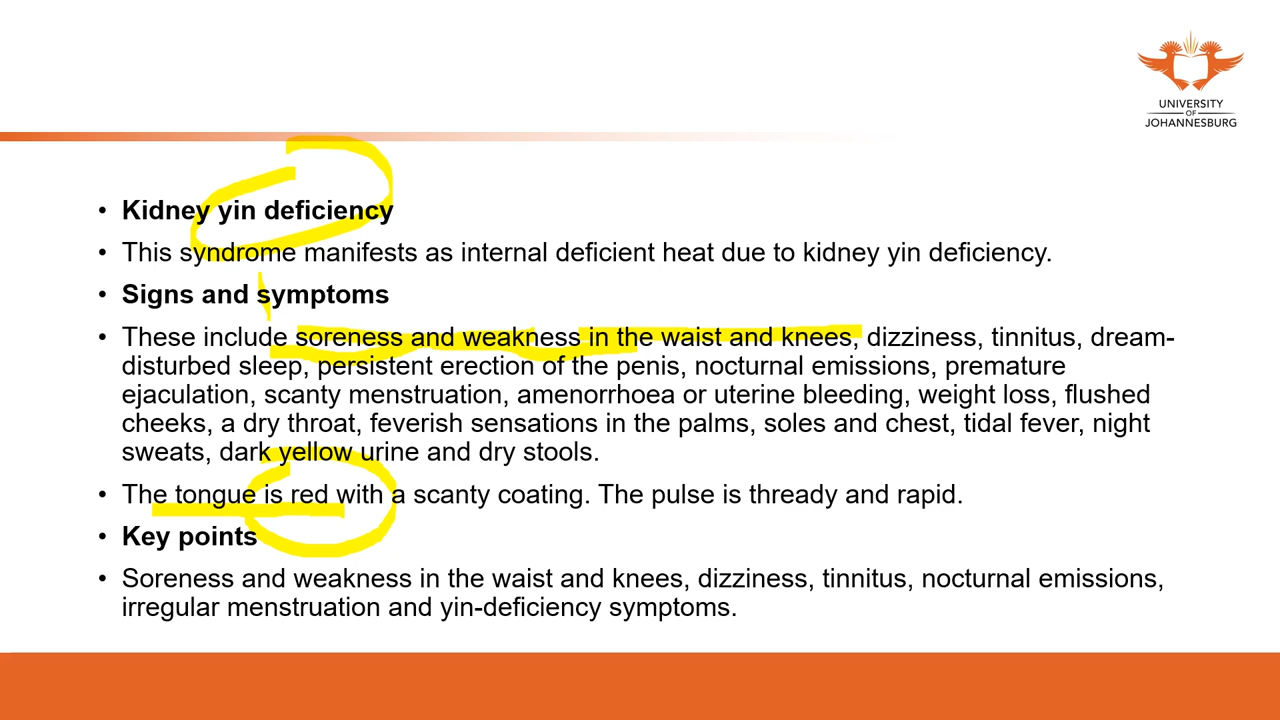 UNIVERSITY
OF
JOHANNESBURG
• Kidney yin deficiency
• This syndrome manifests as internal deficient heat due to kidney yin deficiency.
• Signs and symptoms
• These include soreness and weakness in the waist and knees, dizziness, tinnitus, dream-
disturbed sleep, persistent erection of the penis, nocturnal emissions, premature
ejaculation, scanty menstruation, amenorrhoea or uterine bleeding, weight loss, flushed
cheeks, a dry throat, feverish sensations in the palms, soles and chest, tidal fever, night
sweats, dark yellow urine and dry stools.
• The tongue is red with a scanty coating. The pulse is thready and rapid.
• Key points
• Soreness and weakness in the waist and knees, dizziness, tinnitus, nocturnal emissions,
irregular menstruation and yin-deficiency symptoms.